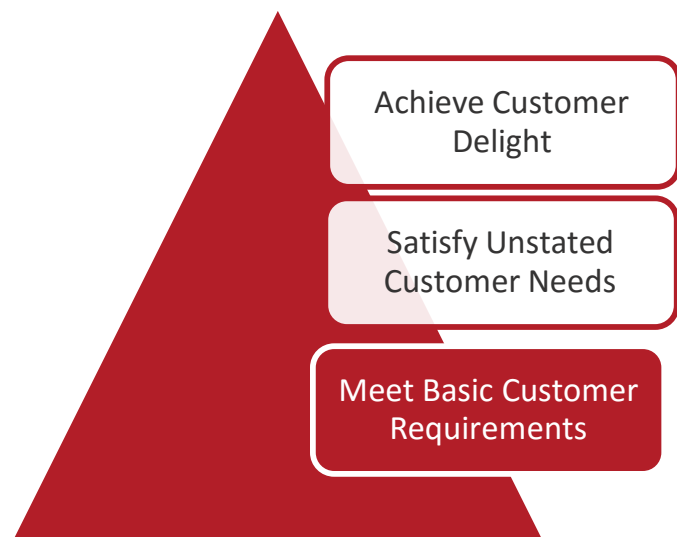 Achieve Customer
Delight
Satisfy Unstated
Customer Needs
Meet Basic Customer
Requirements